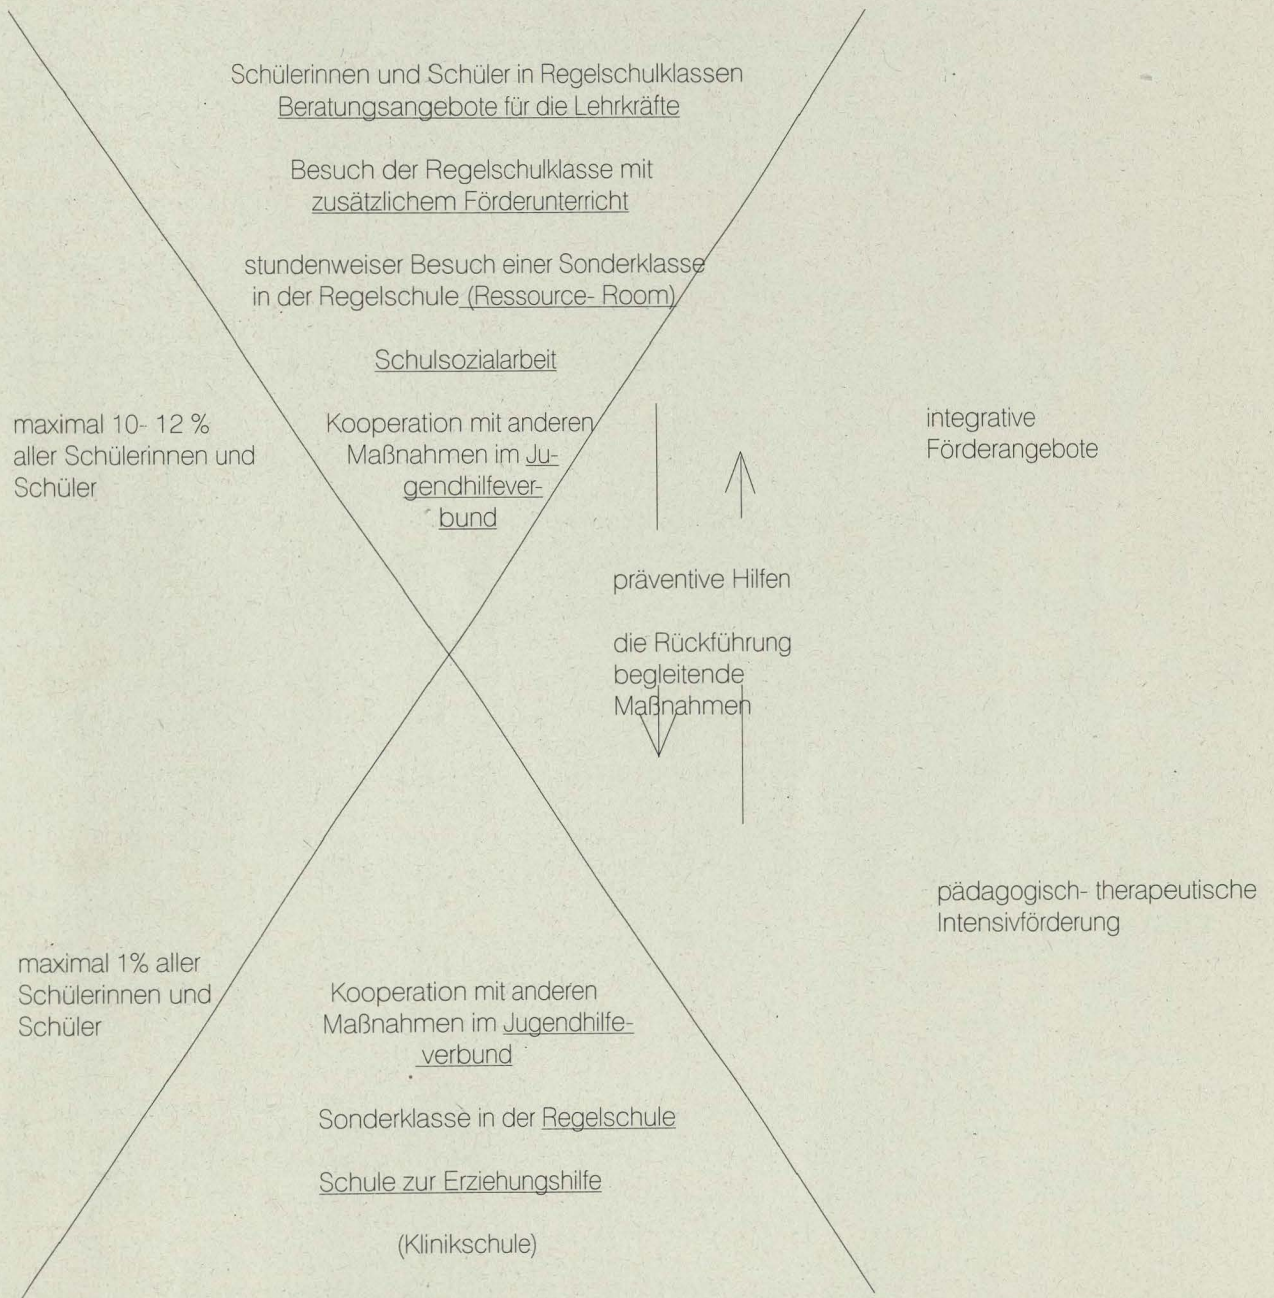 Schülerinnen und Schüler in Regelschulklassen
Beratungsangebote für die Lehrkräfte
Besuch der Regelschulklasse mit
zusätzlichem Förderunterricht
stundenweiser Besuch einer Sonderklasse
in der Regelschule (Ressource- Room)
Schulsozialarbeit
maximal 10- 12 %
aller Schülerinnen und
Schüler
Kooperation mit anderen
Maßnahmen im Ju-
gendhilfever-
bund
integrative
Förderangebote
präventive Hilfen
die Rückführung
begleitende
Maßnahmen
pädagogisch- therapeutische
Intensivförderung
maximal 1% aller
Schülerinnen und
Schüler
Kooperation mit anderen
Maßnahmen im Jugendhilfe-
verbund
Sonderklasse in der Regelschule
Schule zur Erziehungshilfe
(Klinikschule)